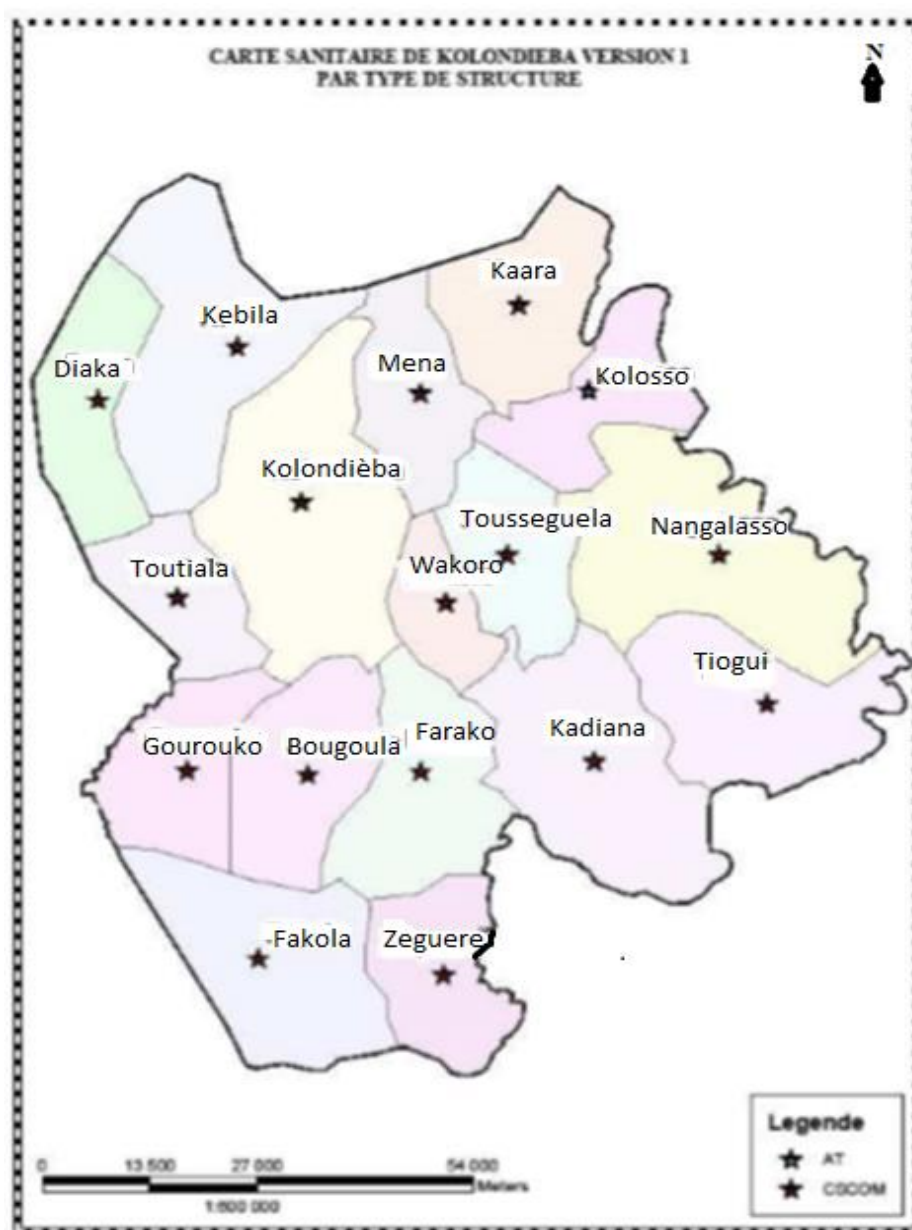 CARTE SANITAIRE DE KOLONDIEBA VERSION 1
PAR TYPE DE STRUCTURE
N
Kaara
Kebila
Mena
Diaka
Kolosso
Kolondièba
Tousseguela
Nangalasso
Wakoro
Toutiala
Tiogui
Gourouko
Bougoula
Farako
Kadiana
Fakola
Zeguere
Legende
AT
CSCOM
0 13 500 27 000 54 000
Meters
1:600 000